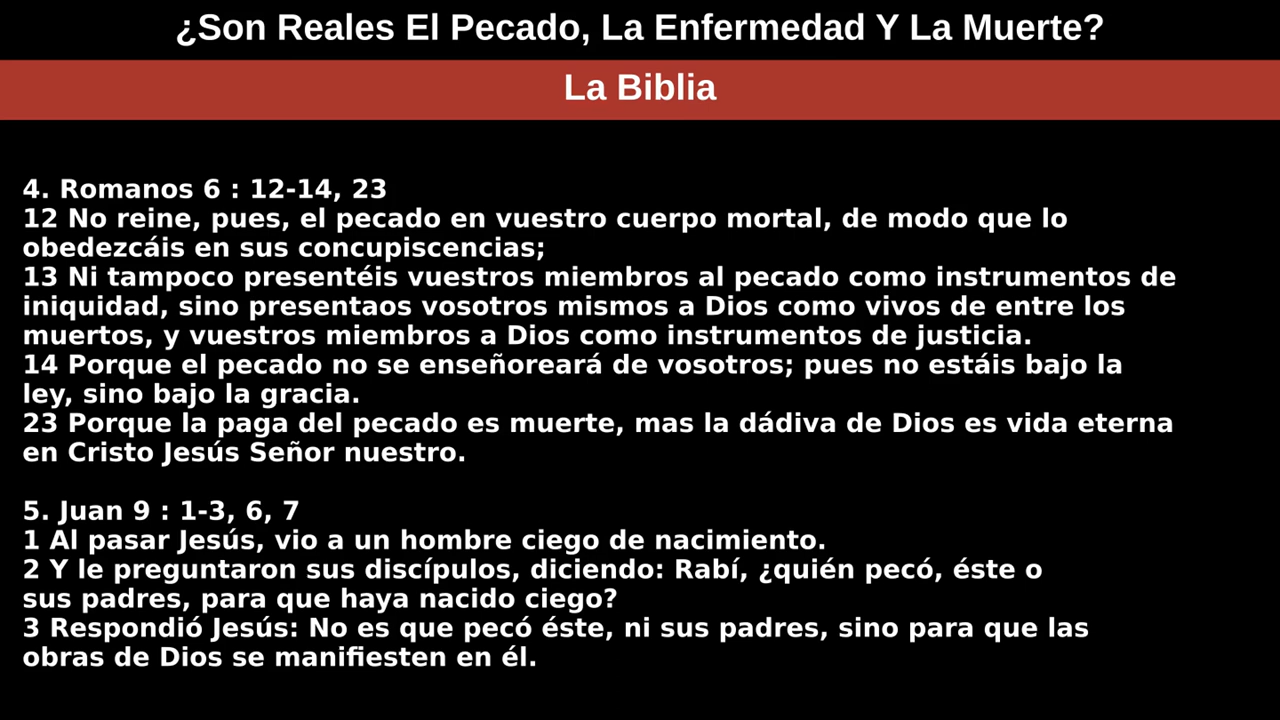 ¿Son Reales El Pecado, La Enfermedad Y La Muerte?
La Biblia
4. Romanos 6 : 12-14, 23
12 No reine, pues, el pecado en vuestro cuerpo mortal, de modo que lo
obedezcáis en sus concupiscencias;
13 Ni tampoco presentéis vuestros miembros al pecado como instrumentos de
iniquidad, sino presentaos vosotros mismos a Dios como vivos de entre los
muertos, y vuestros miembros a Dios como instrumentos de justicia.
14 Porque el pecado no se enseñoreará de vosotros; pues no estáis bajo la
ley, sino bajo la gracia.
23 Porque la paga del pecado es muerte, mas la dádiva de Dios es vida eterna
en Cristo Jesús Señor nuestro.
5. Juan 9 : 1-3, 6, 7
1 Al pasar Jesús, vio a un hombre ciego de nacimiento.
2 Y le preguntaron sus discípulos, diciendo: Rabí, ¿quién pecó, éste o
sus padres, para que haya nacido ciego?
3 Respondió Jesús: No es que pecó éste, ni sus padres, sino para que las
obras de Dios se manifiesten en él.